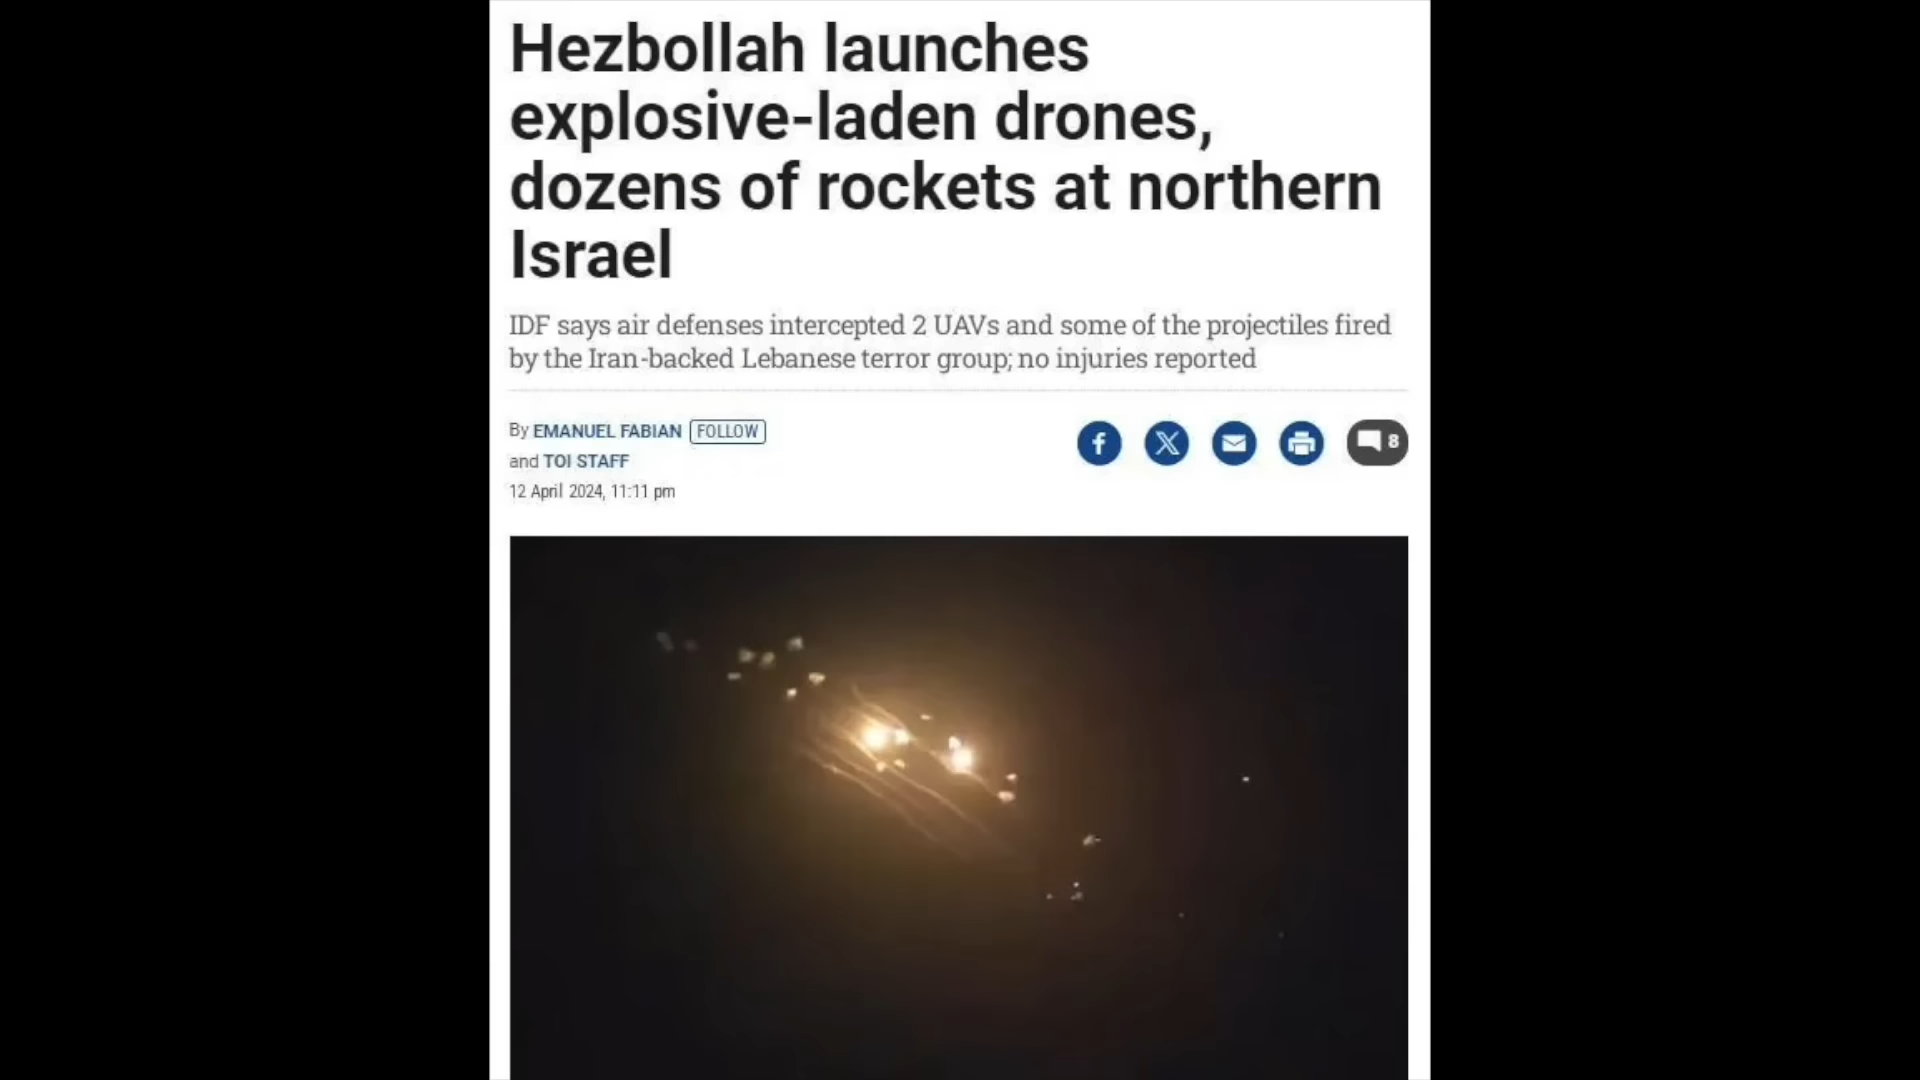 Hezbollah launches
explosive-laden drones,
dozens of rockets at northern
Israel
IDF says air defenses intercepted 2 UAVs and some of the projectiles fired
by the Iran-backed Lebanese terror group; no injuries reported
By EMANUEL FABIAN FOLLOW
and TOI STAFF
12 April 2024, 11:11 pm
8